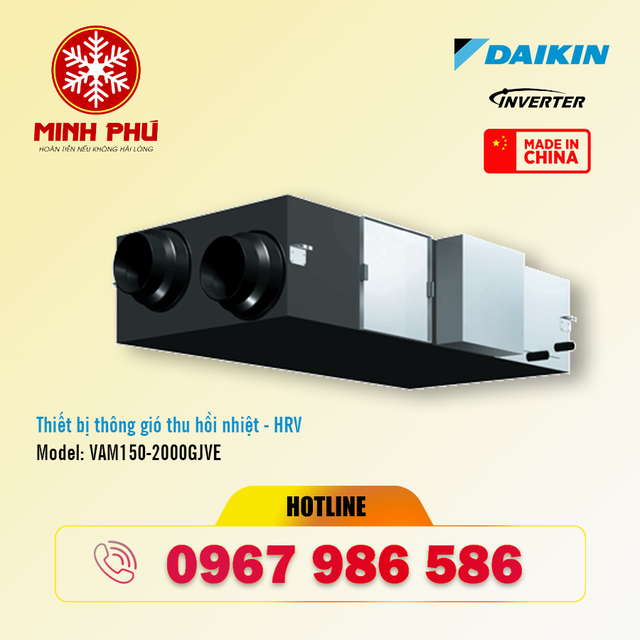 MINH PHÚ
HOÀN TIỀN NẾU KHÔNG HÀI LÒNG
DAIKIN
INVERTER
MADE IN
CHINA
Thiết bị thông gió thu hồi nhiệt - HRV
Model: VAM150-2000GJVE
HOTLINE
0967 986 586